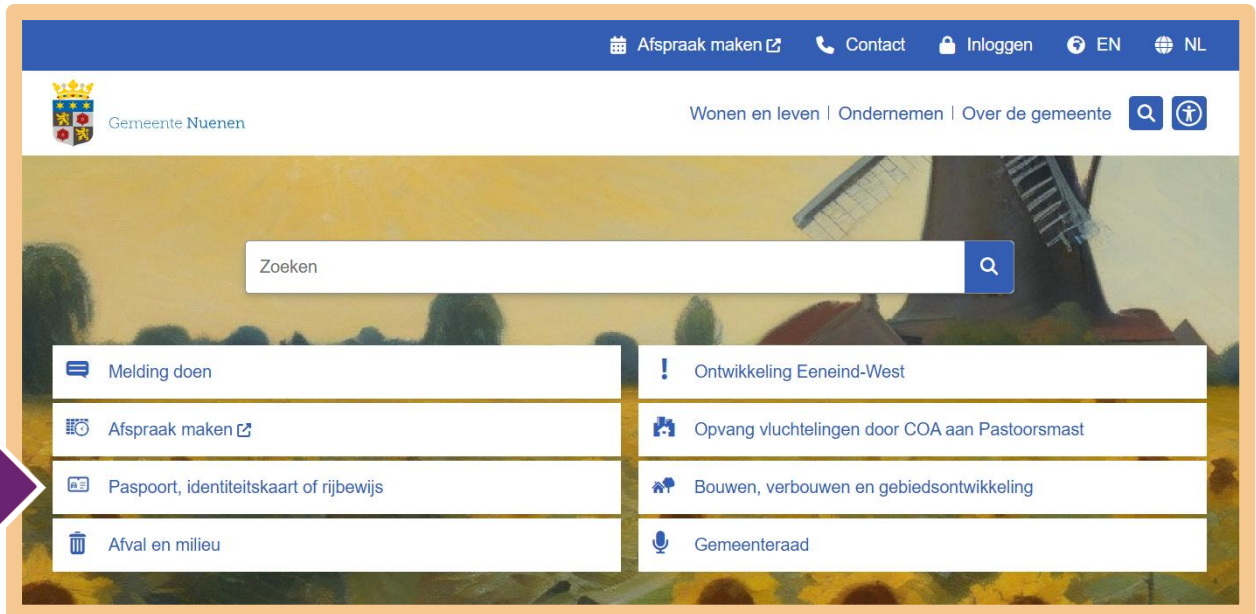 Afspraak maken Contact Inloggen EN NL
Gemeente Nuenen
Wonen en leven | Ondernemen | Over de gemeente
Zoeken
Melding doen
Ontwikkeling Eeneind-West
Afspraak maken
Opvang vluchtelingen door COA aan Pastoorsmast
Paspoort, identiteitskaart of rijbewijs
Bouwen, verbouwen en gebiedsontwikkeling
Afval en milieu
Gemeenteraad